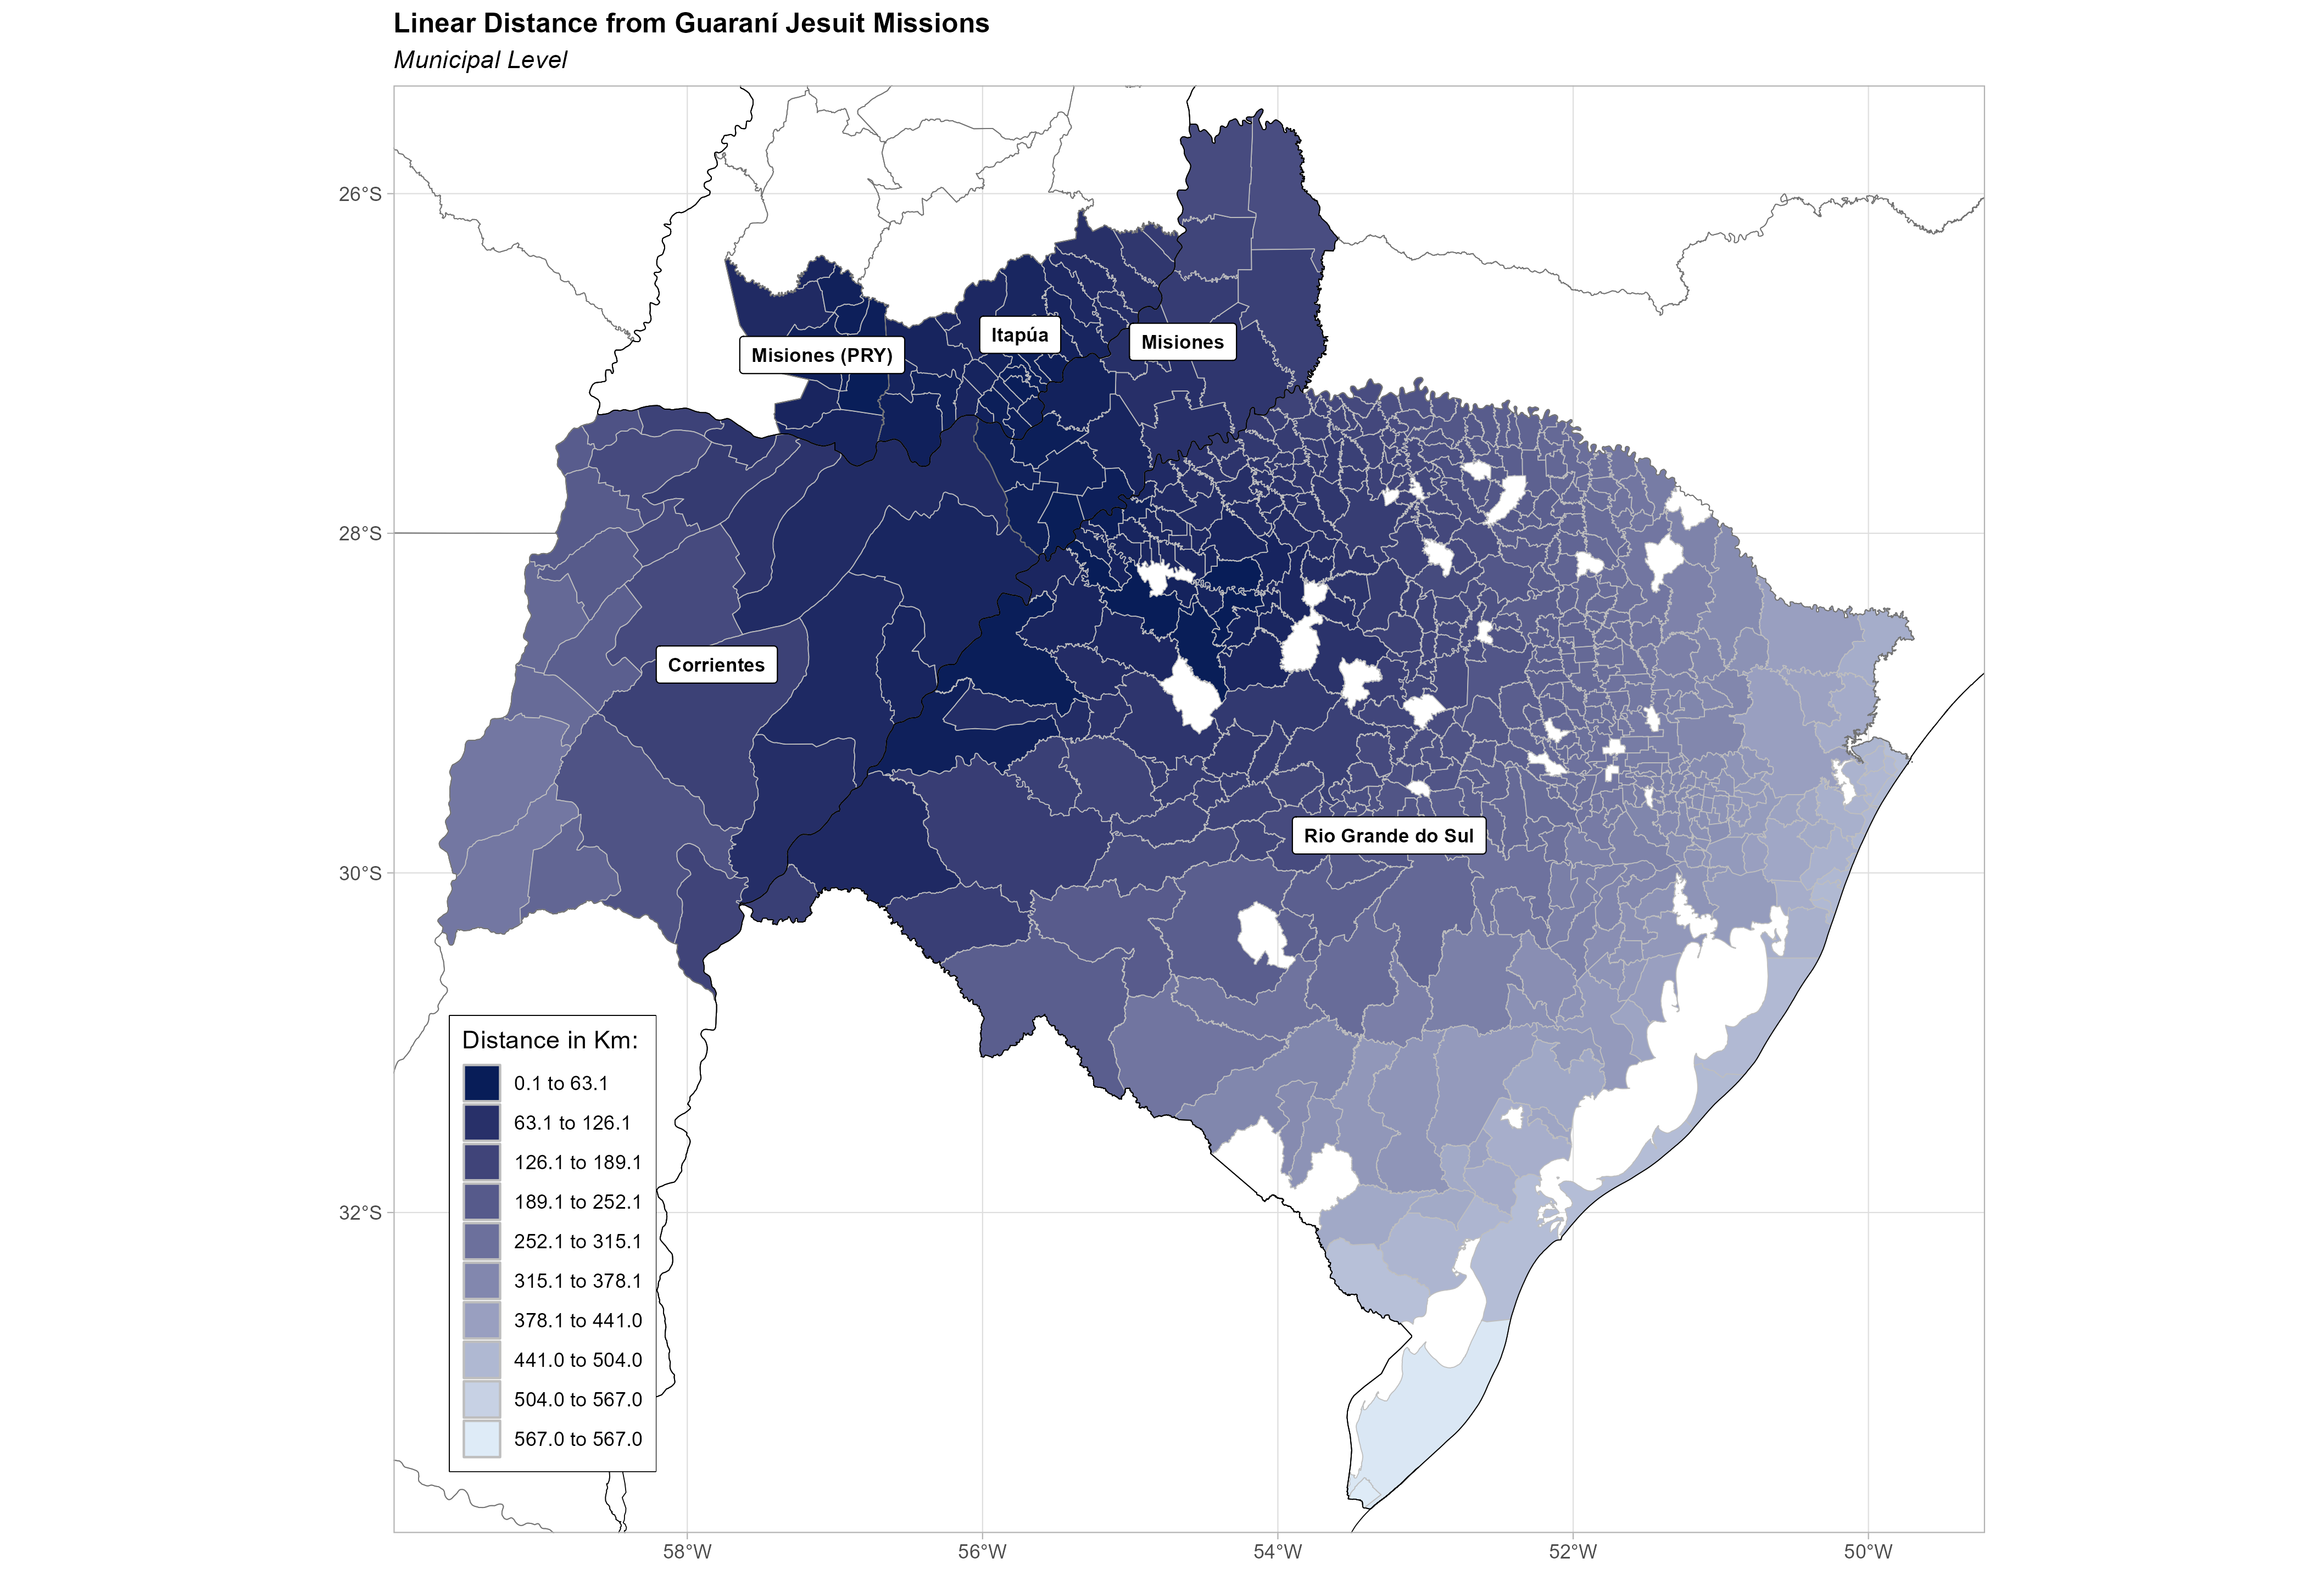 Linear Distance from Guaraní Jesuit Missions
Municipal Level
26°S
28°S
30°S
32°S
Itapúa
Misiones
Misiones (PRY)
Corrientes
Rio Grande do Sul
Distance in Km:
0.1 to 63.1
63.1 to 126.1
126.1 to 189.1
189.1 to 252.1
252.1 to 315.1
315.1 to 378.1
378.1 to 441.0
441.0 to 504.0
504.0 to 567.0
567.0 to 567.0
58°W
56°W
54°W
52°W
50°W